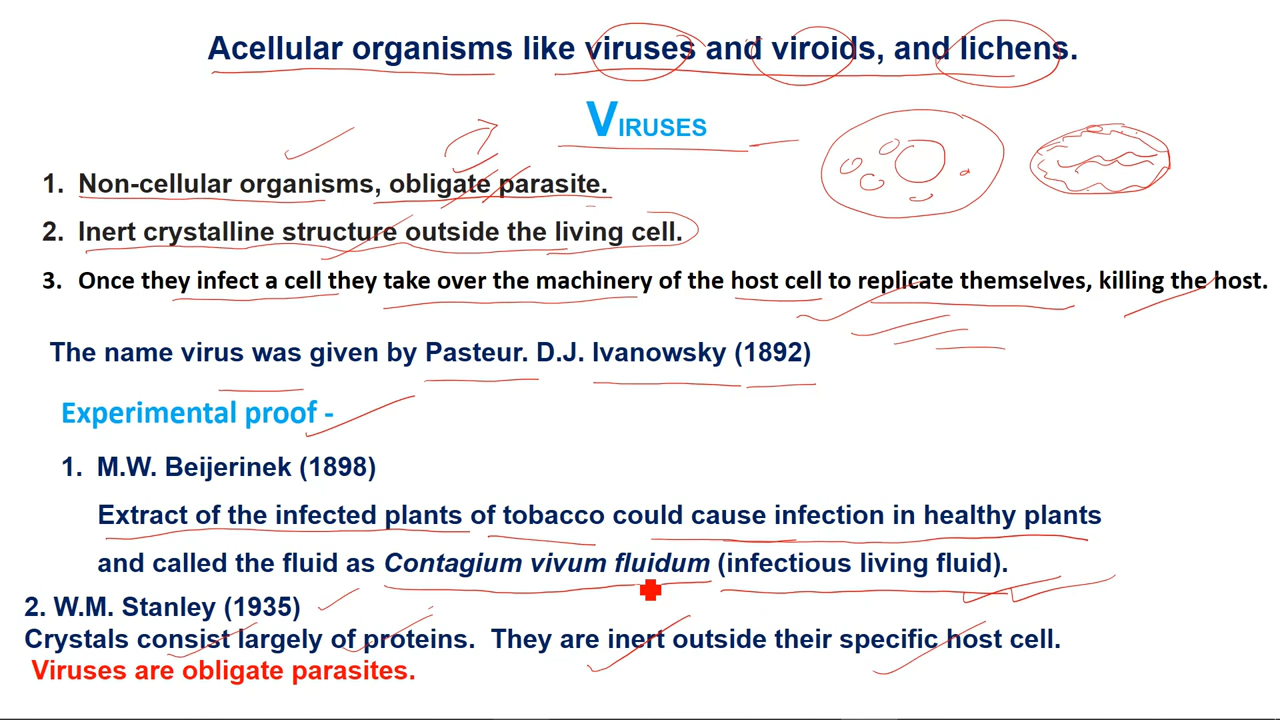 Acellular organisms like viruses and viroids, and lichens.
VIRUSES
1. Non-cellular organisms, obligate parasite.
2. Inert crystalline structure outside the living cell.
3. Once they infect a cell they take over the machinery of the host cell to replicate themselves, killing the host.
The name virus was given by Pasteur. D.J. Ivanowsky (1892)
Experimental proof -
1. M.W. Beijerinek (1898)
Extract of the infected plants of tobacco could cause infection in healthy plants
and called the fluid as Contagium vivum fluidum (infectious living fluid).
2. W.M. Stanley (1935)
Crystals consist largely of proteins. They are inert outside their specific host cell.
Viruses are obligate parasites.